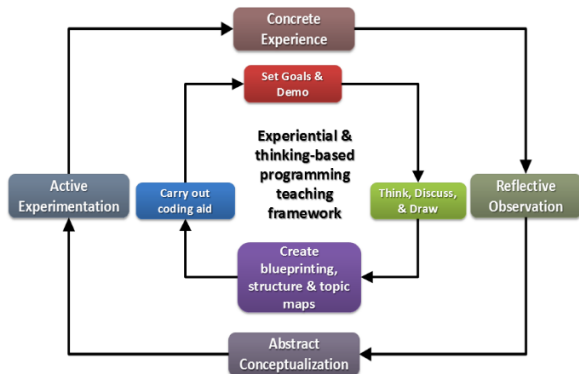 Concrete
Experience
Set Goals &
Demo
Experiential &
thinking-based
programming
teaching
framework
Active
Experimentation
Carry out
coding aid
Think, Discuss,
& Draw
Reflective
Observation
Create
blueprinting,
structure & topic
maps
Abstract
Conceptualization